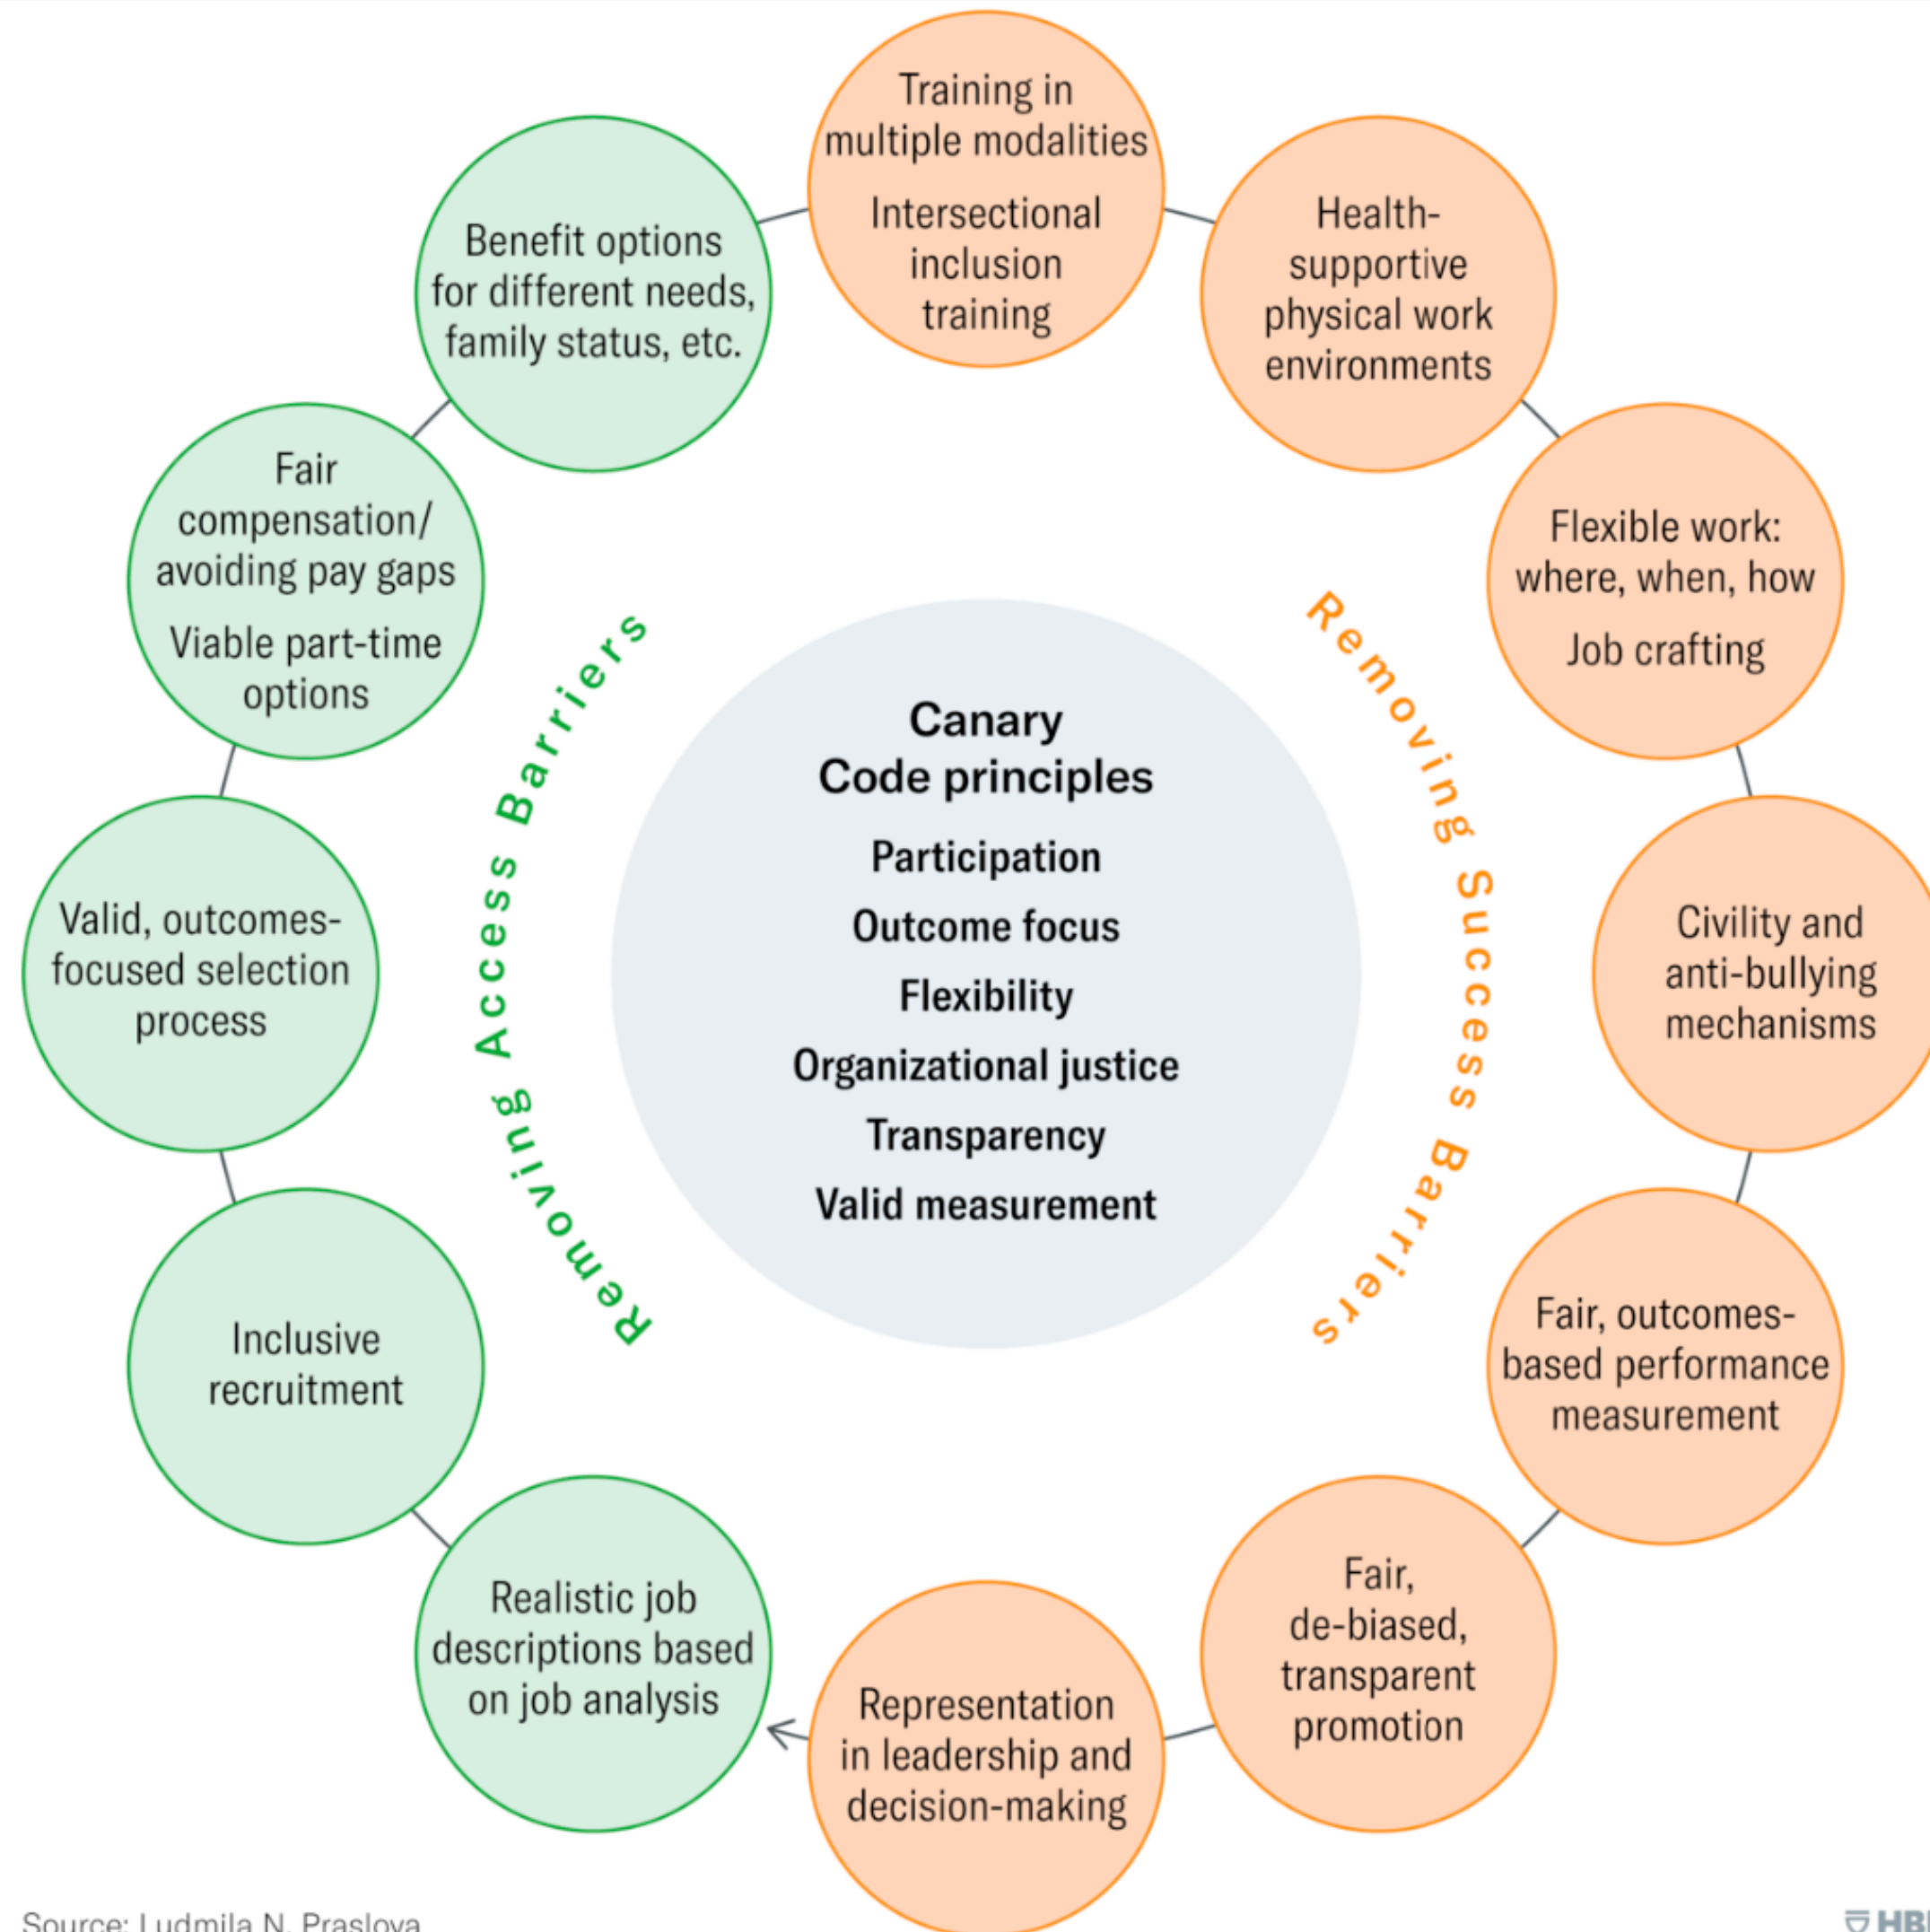 Training in
multiple modalities
Intersectional
inclusion
training
Health-
supportive
physical work
environments
Flexible work:
where, when, how
Job crafting
Civility and
anti-bullying
mechanisms
Fair, outcomes-
based performance
measurement
Fair,
de-biased,
transparent
promotion
Representation
in leadership and
decision-making
Realistic job
descriptions based
on job analysis
Inclusive
recruitment
Valid, outcomes-
focused selection
process
Fair
compensation/
avoiding pay gaps
Viable part-time
options
Benefit options
for different needs,
family status, etc.
Removing Access Barriers
Removing Success Barriers
Canary
Code principles
Participation
Outcome focus
Flexibility
Organizational justice
Transparency
Valid measurement
Source: Ludmila N. Praslova